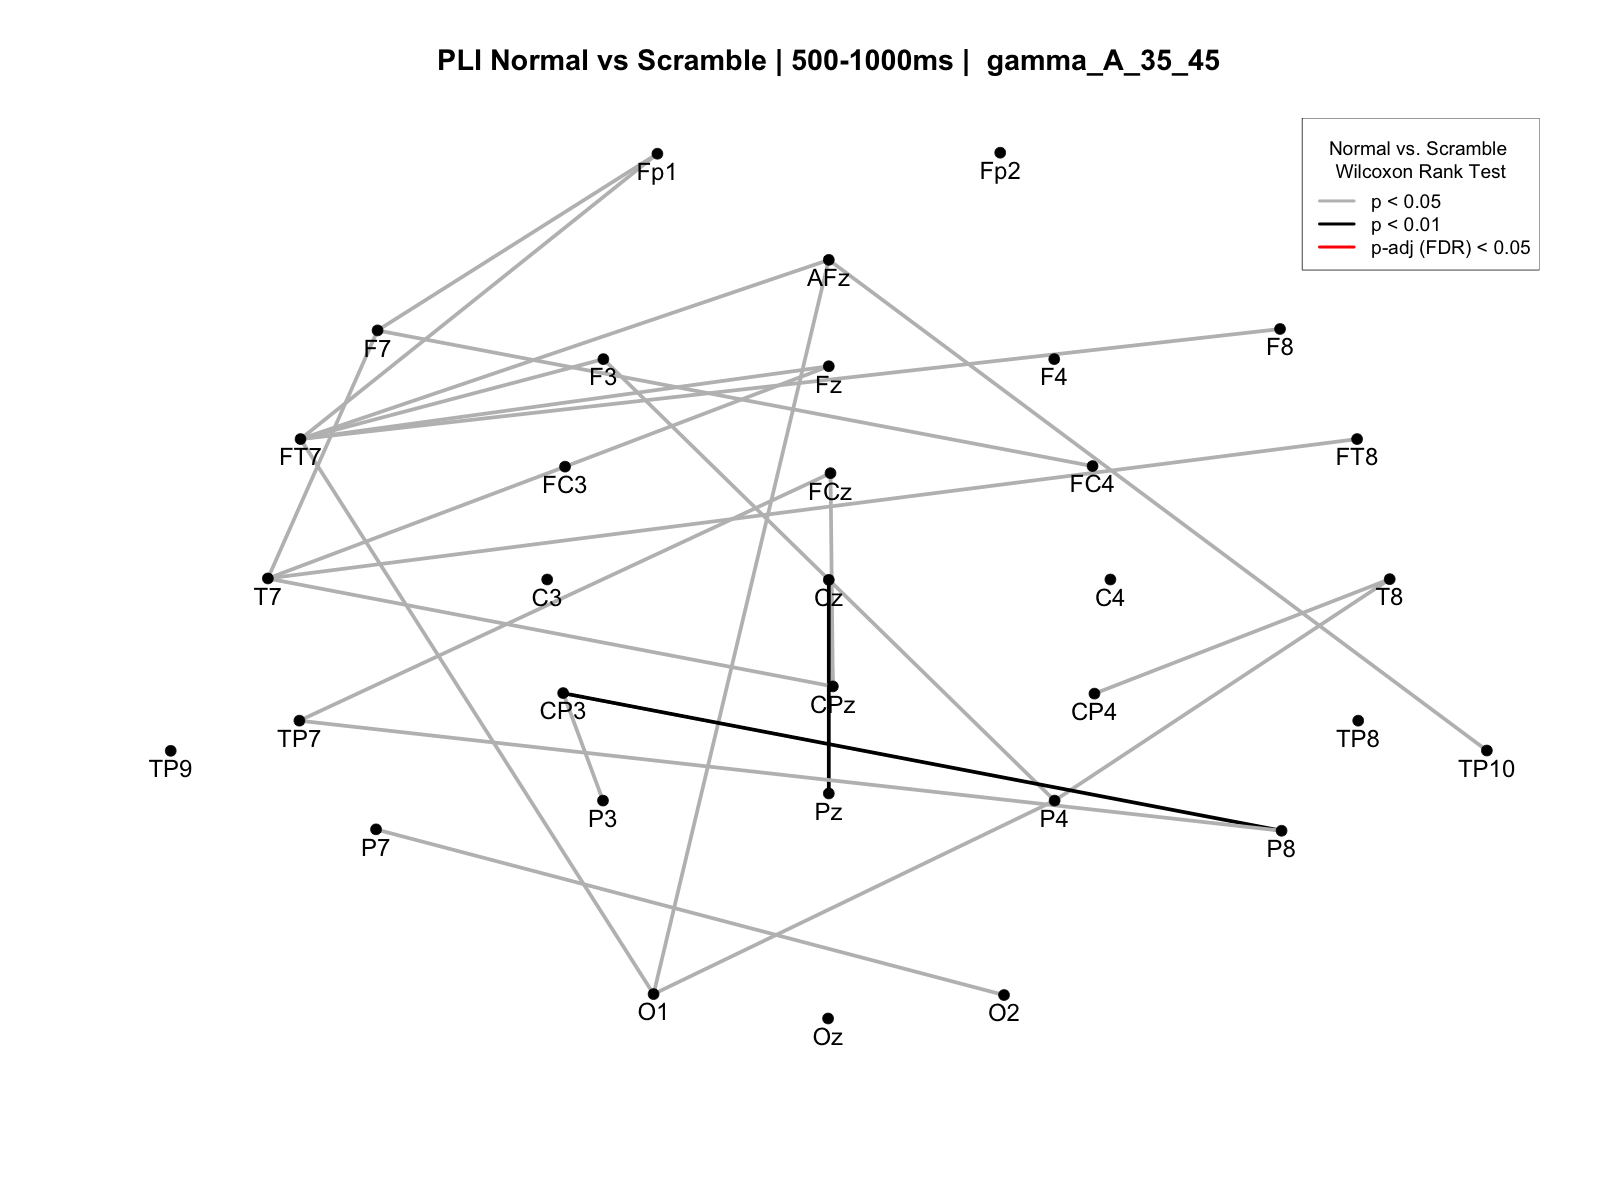 PLI Normal vs Scramble | 500-1000ms | gamma_A_35_45
Normal vs. Scramble
Wilcoxon Rank Test
p < 0.05
p < 0.01
p-adj (FDR) < 0.05
Fp1
Fp2
AFz
F7
F3
Fz
F4
F8
FT7
FC3
FCz
FC4
FT8
T7
C3
Cz
C4
T8
TP9
TP7
CP3
CPz
CP4
TP8
TP10
P7
P3
Pz
P4
P8
O1
Oz
O2